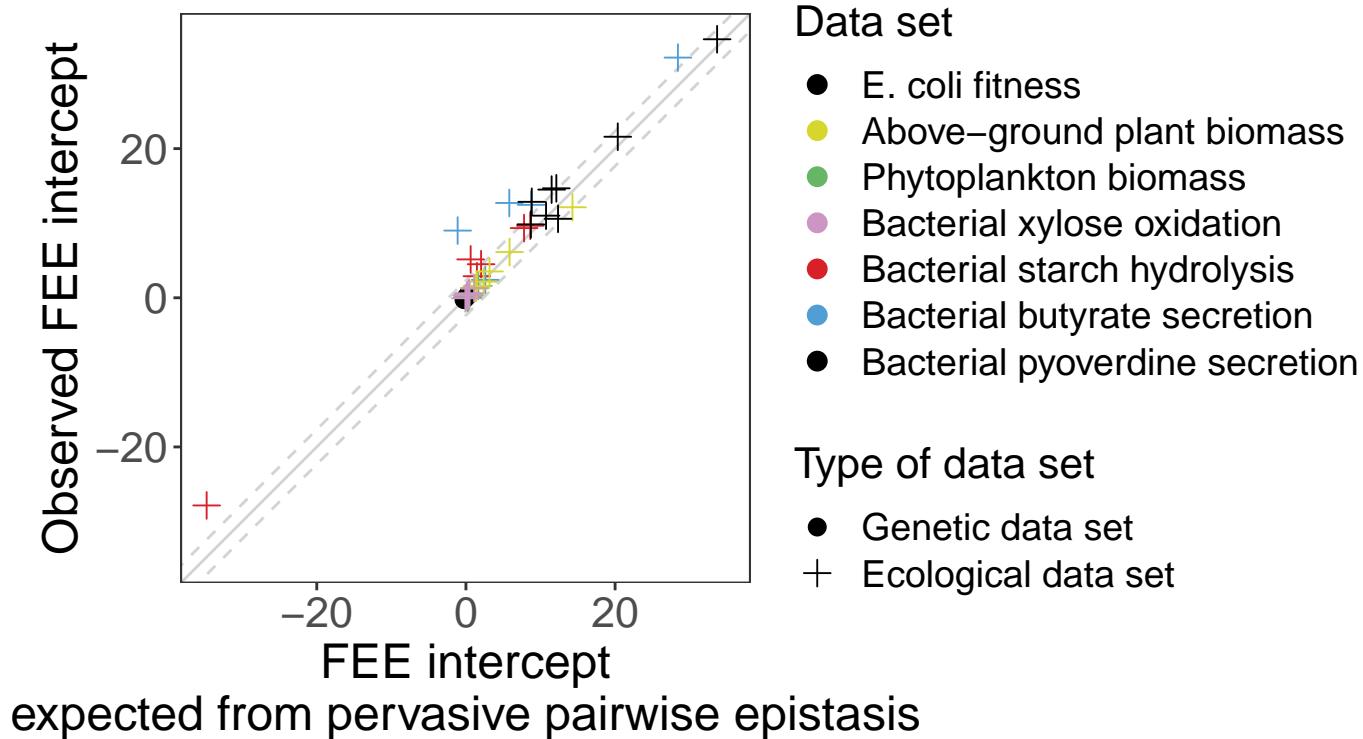 Observed FEE intercept
20
0
−20
−20
0
20
FEE intercept
expected from pervasive pairwise epistasis
Data set
E. coli fitness
Above−ground plant biomass
Phytoplankton biomass
Bacterial xylose oxidation
Bacterial starch hydrolysis
Bacterial butyrate secretion
Bacterial pyoverdine secretion
Type of data set
Genetic data set
Ecological data set